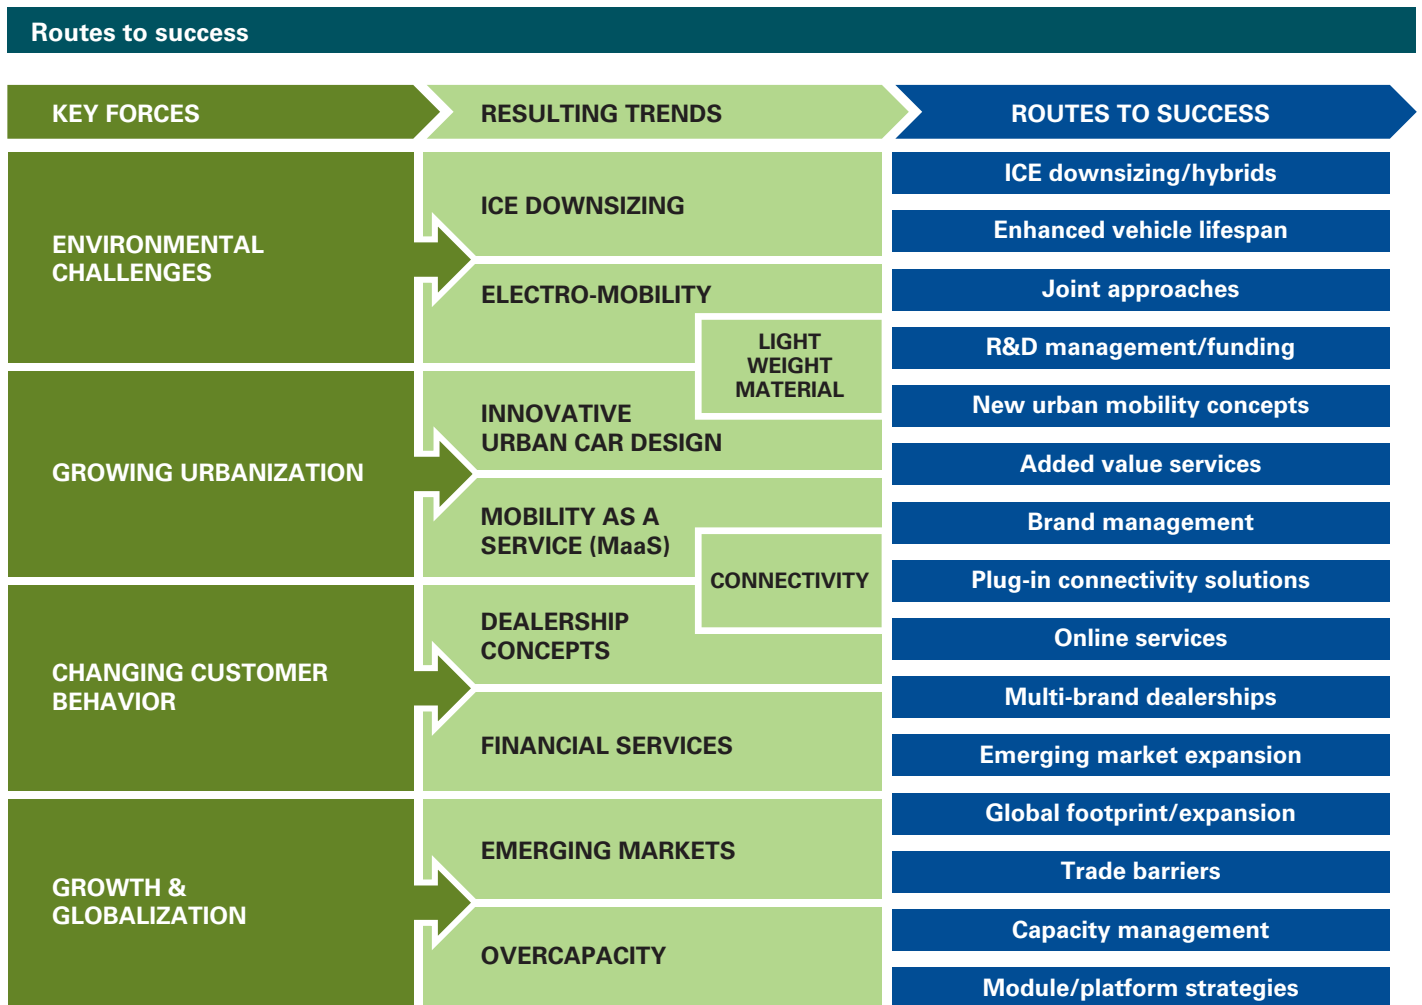 Routes to success
KEY FORCES
RESULTING TRENDS
ROUTES TO SUCCESS
ENVIRONMENTAL
CHALLENGES
GROWING URBANIZATION
CHANGING CUSTOMER
BEHAVIOR
GROWTH &
GLOBALIZATION
ICE DOWNSIZING
ELECTRO-MOBILITY
LIGHT
WEIGHT
MATERIAL
INNOVATIVE
URBAN CAR DESIGN
MOBILITY AS A
SERVICE (MaaS)
CONNECTIVITY
DEALERSHIP
CONCEPTS
FINANCIAL SERVICES
EMERGING MARKETS
OVERCAPACITY
ICE downsizing/hybrids
Enhanced vehicle lifespan
Joint approaches
R&D management/funding
New urban mobility concepts
Added value services
Brand management
Plug-in connectivity solutions
Online services
Multi-brand dealerships
Emerging market expansion
Global footprint/expansion
Trade barriers
Capacity management
Module/platform strategies